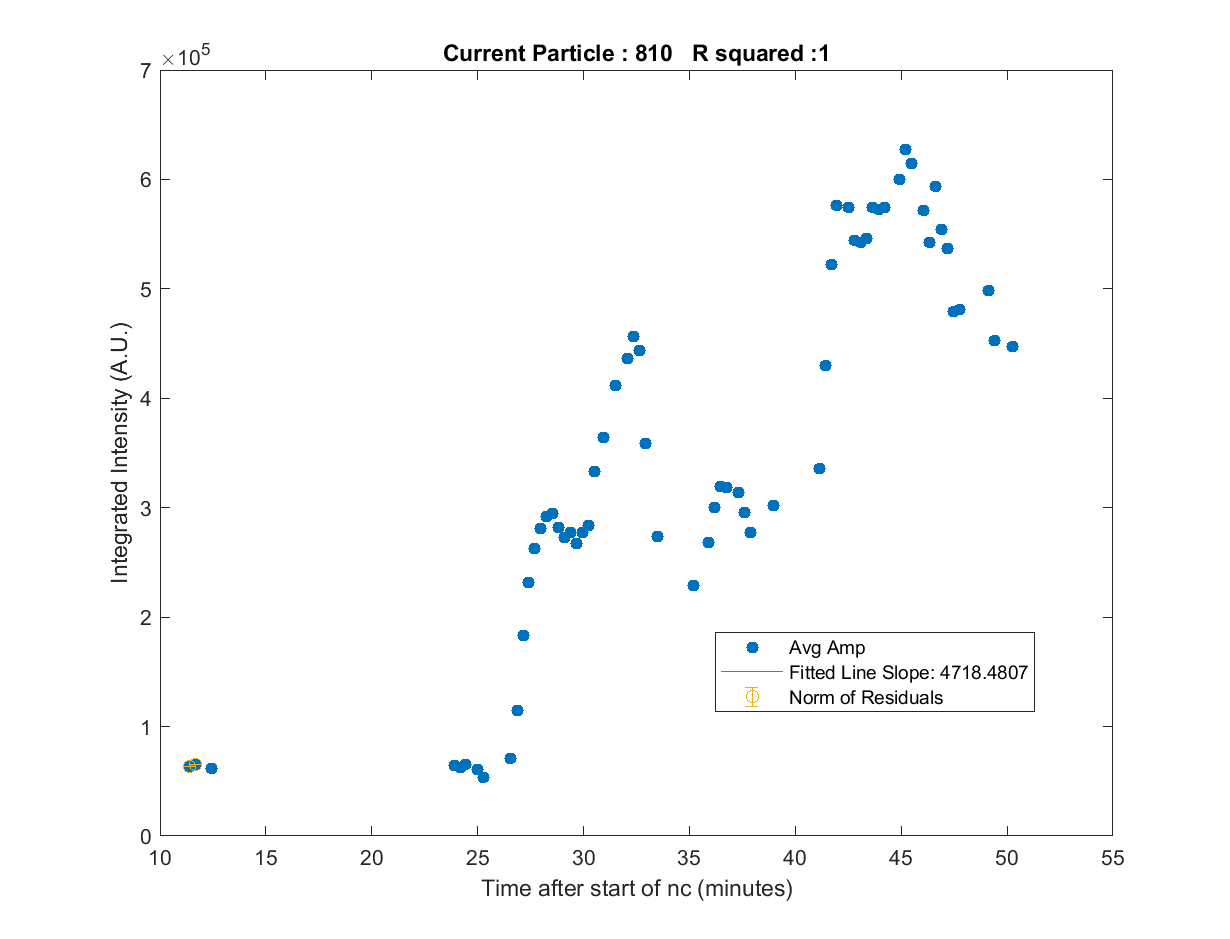 Current Particle : 810   R squared :1
×10^5
7
6
5
4
3
2
1
0
Integrated Intensity (A.U.)
Avg Amp
Fitted Line Slope: 4718.4807
Norm of Residuals
10 15 20 25 30 35 40 45 50 55
Time after start of nc (minutes)